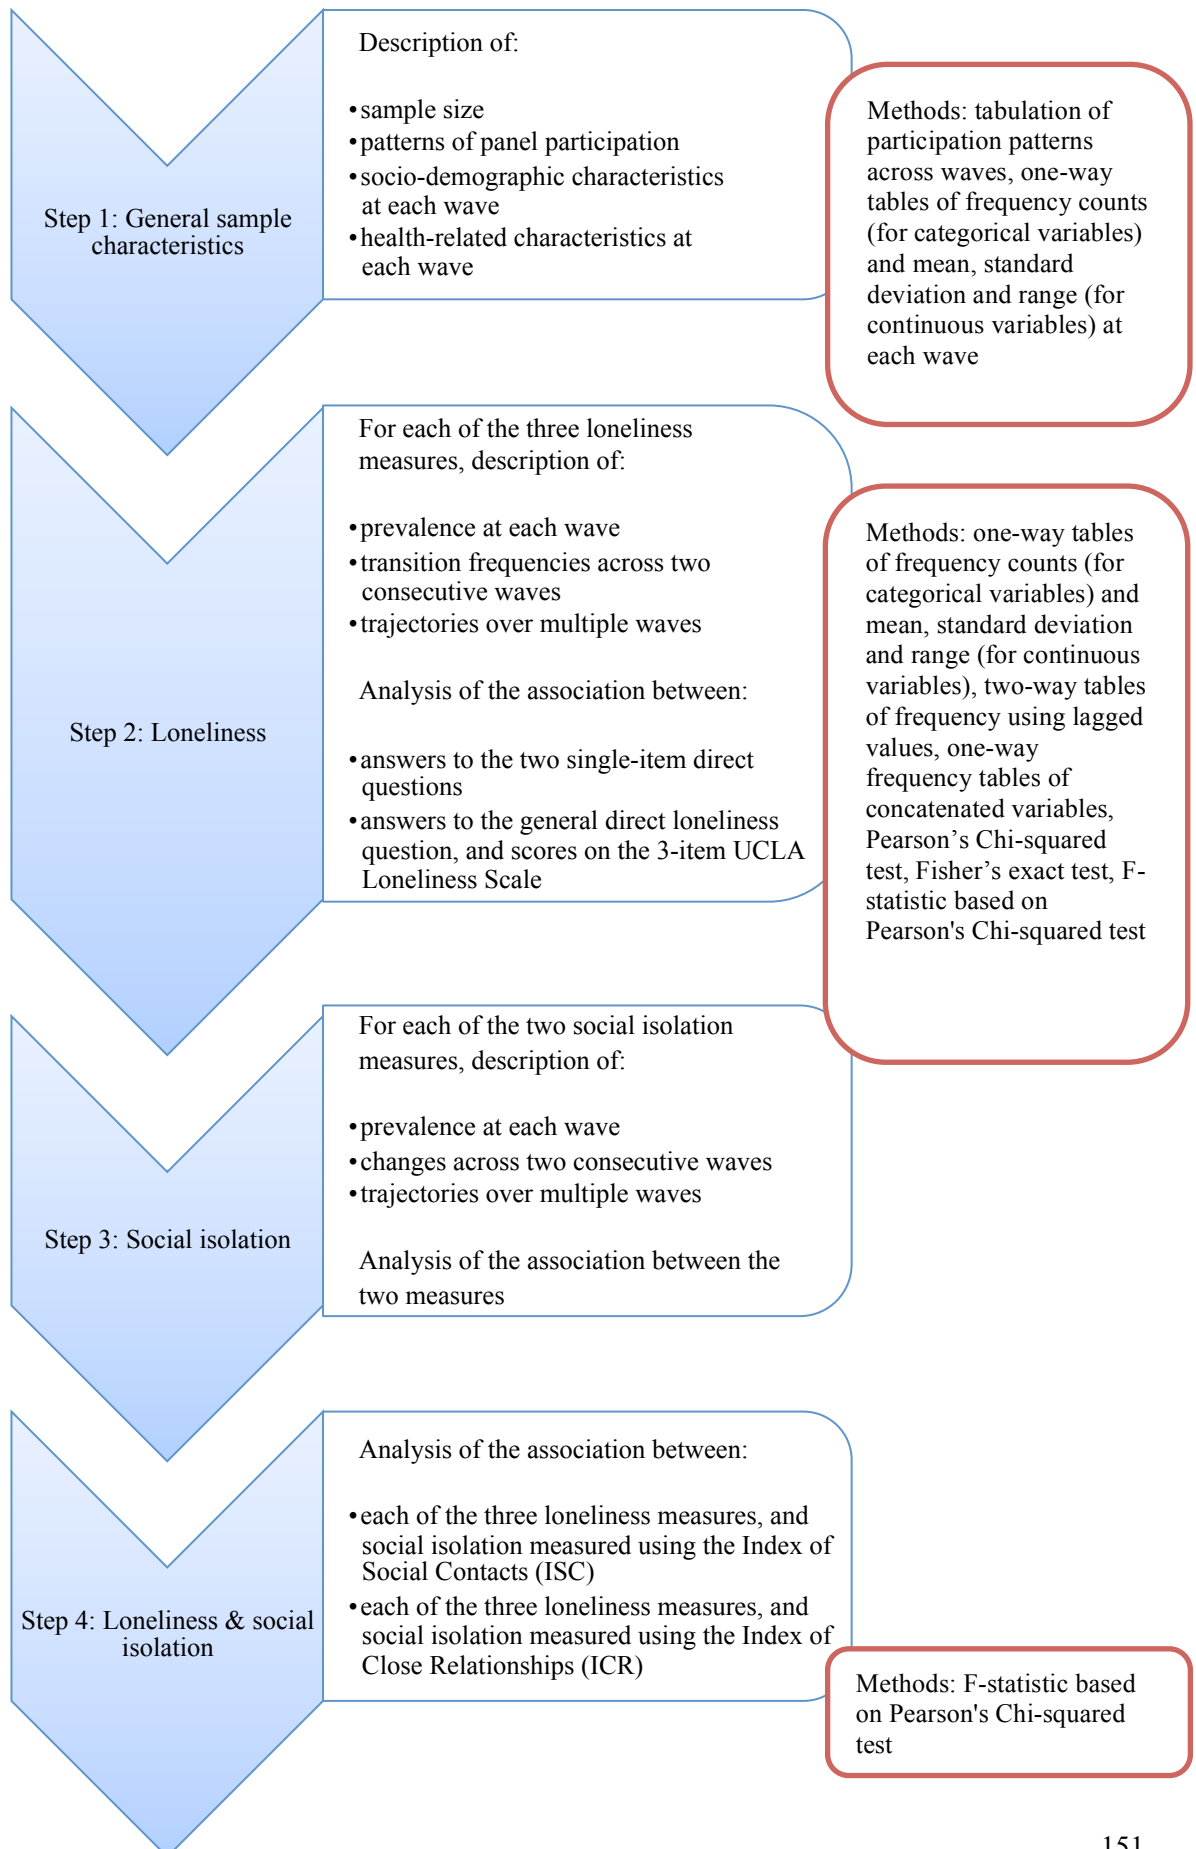 Step 1: General sample
characteristics
Description of:
•sample size
•patterns of panel participation
•socio-demographic characteristics
at each wave
•health-related characteristics at
each wave
Methods: tabulation of
participation patterns
across waves, one-way
tables of frequency counts
(for categorical variables)
and mean, standard
deviation and range (for
continuous variables) at
each wave
Step 2: Loneliness
For each of the three loneliness
measures, description of:
•prevalence at each wave
•transition frequencies across two
consecutive waves
•trajectories over multiple waves
Analysis of the association between:
•answers to the two single-item direct
questions
•answers to the general direct loneliness
question, and scores on the 3-item UCLA
Loneliness Scale
Methods: one-way tables
of frequency counts (for
categorical variables) and
mean, standard deviation
and range (for continuous
variables), two-way tables
of frequency using lagged
values, one-way
frequency tables of
concatenated variables,
Pearson’s Chi-squared
test, Fisher’s exact test, F-
statistic based on
Pearson's Chi-squared test
Step 3: Social isolation
For each of the two social isolation
measures, description of:
•prevalence at each wave
•changes across two consecutive waves
•trajectories over multiple waves
Analysis of the association between the
two measures
Step 4: Loneliness & social
isolation
Analysis of the association between:
•each of the three loneliness measures, and
social isolation measured using the Index of
Social Contacts (ISC)
•each of the three loneliness measures, and
social isolation measured using the Index of
Close Relationships (ICR)
Methods: F-statistic based
on Pearson's Chi-squared
test
151